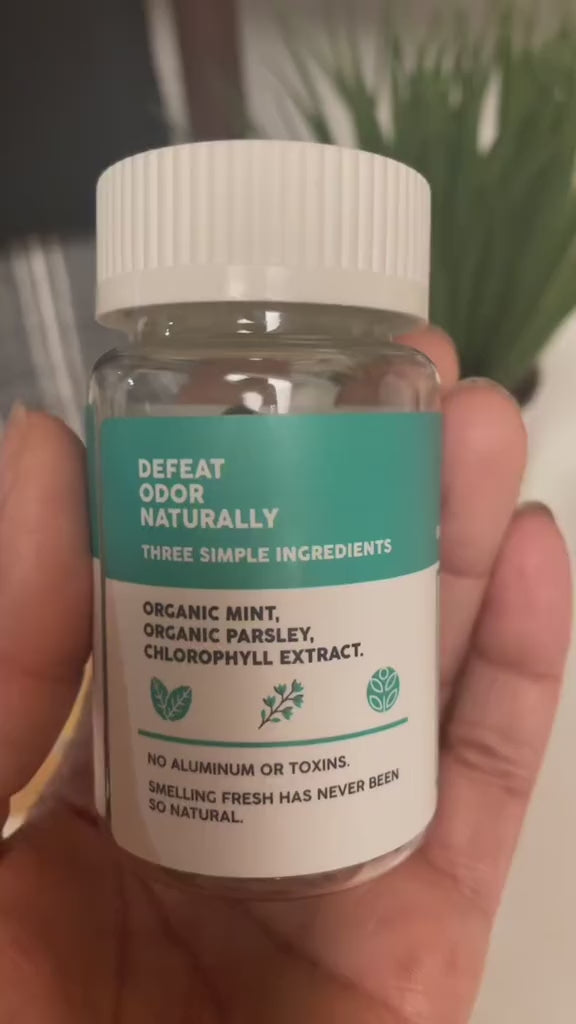 DEFEAT
ODOR
NATURALLY
THREE SIMPLE INGREDIENTS
ORGANIC MINT,
ORGANIC PARSLEY,
CHLOROPHYLL EXTRACT.
NO ALUMINUM OR TOXINS.
SMELLING FRESH HAS NEVER BEEN
SO NATURAL.